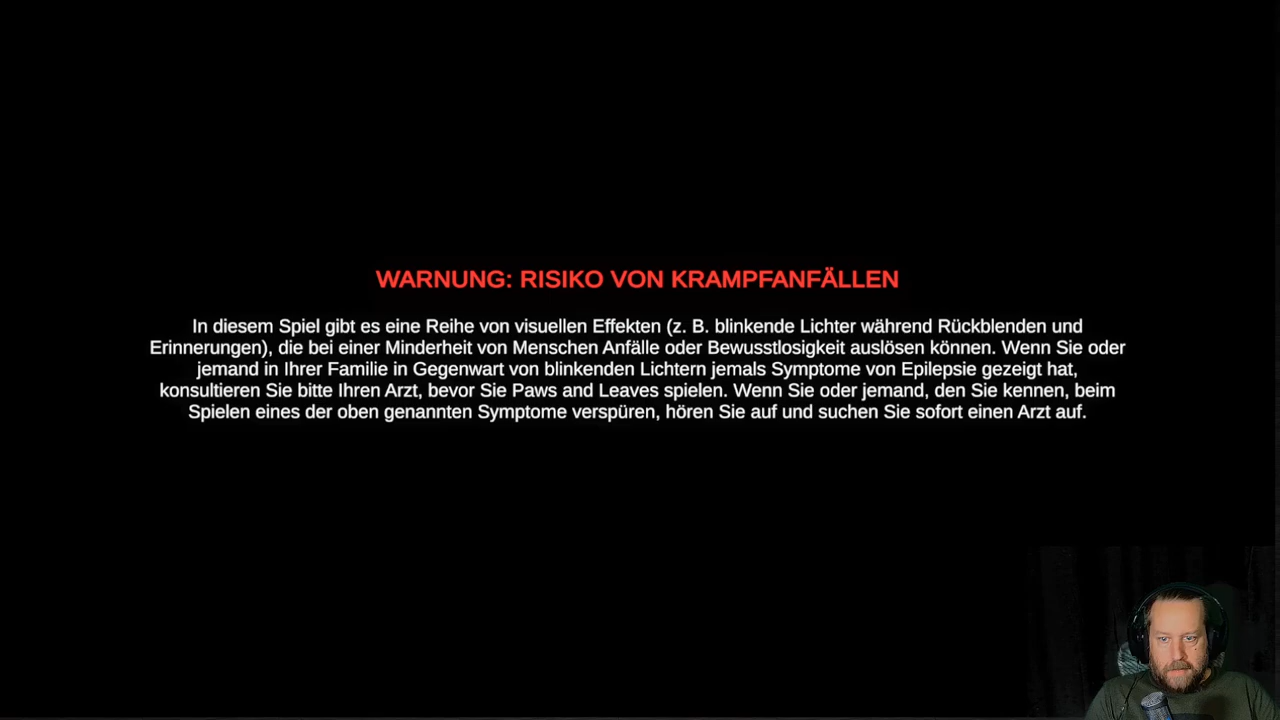 WARNUNG: RISIKO VON KRAMPFANFÄLLEN
In diesem Spiel gibt es eine Reihe von visuellen Effekten (z. B. blinkende Lichter während Rückblenden und
Erinnerungen), die bei einer Minderheit von Menschen Anfälle oder Bewusstlosigkeit auslösen können. Wenn Sie oder
jemand in Ihrer Familie in Gegenwart von blinkenden Lichtern jemals Symptome von Epilepsie gezeigt hat,
konsultieren Sie bitte Ihren Arzt, bevor Sie Paws and Leaves spielen. Wenn Sie oder jemand, den Sie kennen, beim
Spielen eines der oben genannten Symptome verspüren, hören Sie auf und suchen Sie sofort einen Arzt auf.